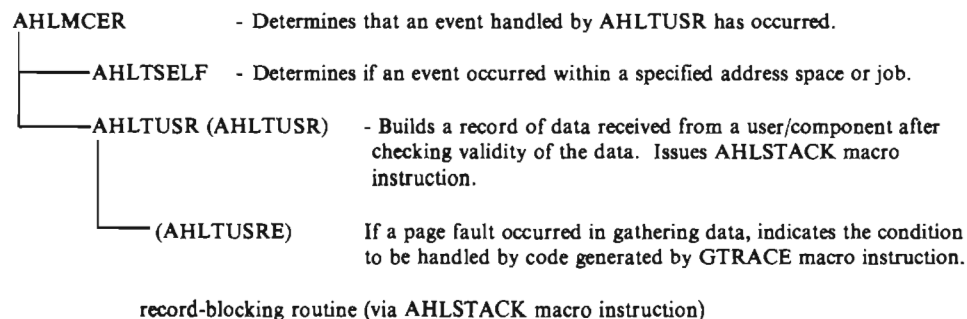 AHLMCER - Determines that an event handled by AHLTUSR has occurred.
AHLTSELF - Determines if an event occurred within a specified address space or job.
AHLTUSR (AHLTUSR) - Builds a record of data received from a user/component after
checking validity of the data. Issues AHLSTACK macro
instruction.
(AHLTUSRE) If a page fault occurred in gathering data, indicates the condition
to be handled by code generated by GTRACE macro instruction.
record-blocking routine (via AHLSTACK macro instruction)